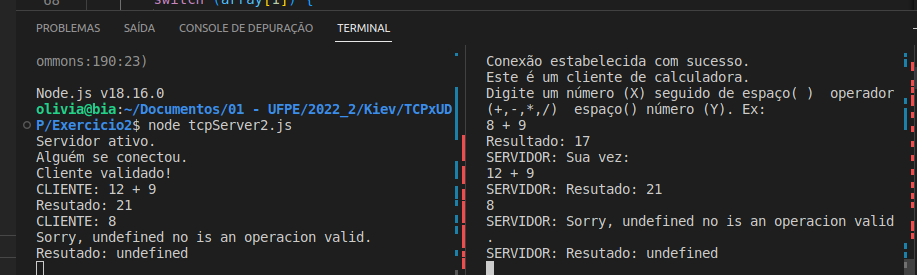 68 switch (array[1]) {
PROBLEMAS SAÍDA CONSOLE DE DEPURAÇÃO TERMINAL
ommons:190:23)
Node.js v18.16.0
olivia@bia:~/Documentos/01 - UFPE/2022_2/Kiev/TCPxUD
P/Exercicio2$ node tcpServer2.js
Servidor ativo.
Alguém se conectou.
Cliente validado!
CLIENTE: 12 + 9
Resutado: 21
CLIENTE: 8
Sorry, undefined no is an operacion valid.
Resutado: undefined
Conexão estabelecida com sucesso.
Este é um cliente de calculadora.
Digite um número (X) seguido de espaço( ) operador
(+,-,*,/) espaço() número (Y). Ex:
8 + 9
Resultado: 17
SERVIDOR: Sua vez:
12 + 9
SERVIDOR: Resutado: 21
8
SERVIDOR: Sorry, undefined no is an operacion valid
.
SERVIDOR: Resutado: undefined